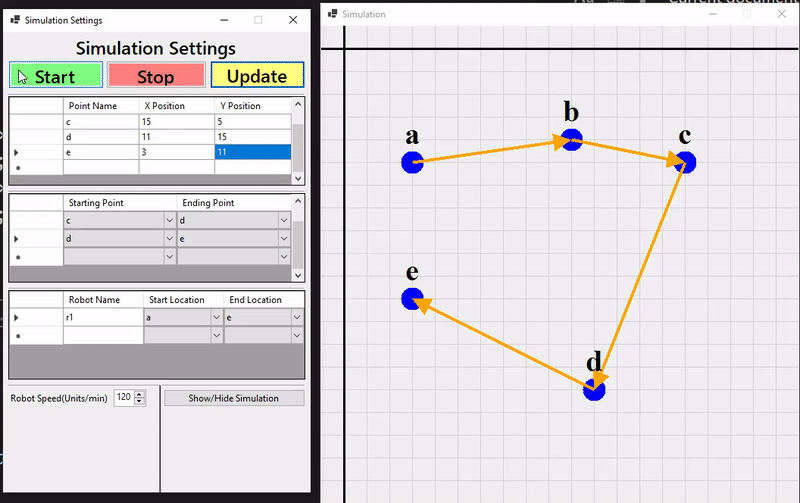 Simulation Settings
Simulation Settings
Start
Stop
Update
Point Name X Position Y Position
c 15 5
d 11 15
e 3 11
Starting Point Ending Point
c d
d e
Robot Name Start Location End Location
r1 a e
Robot Speed(Units/min) 120
Show/Hide Simulation
Simulation
b
a
c
e
d